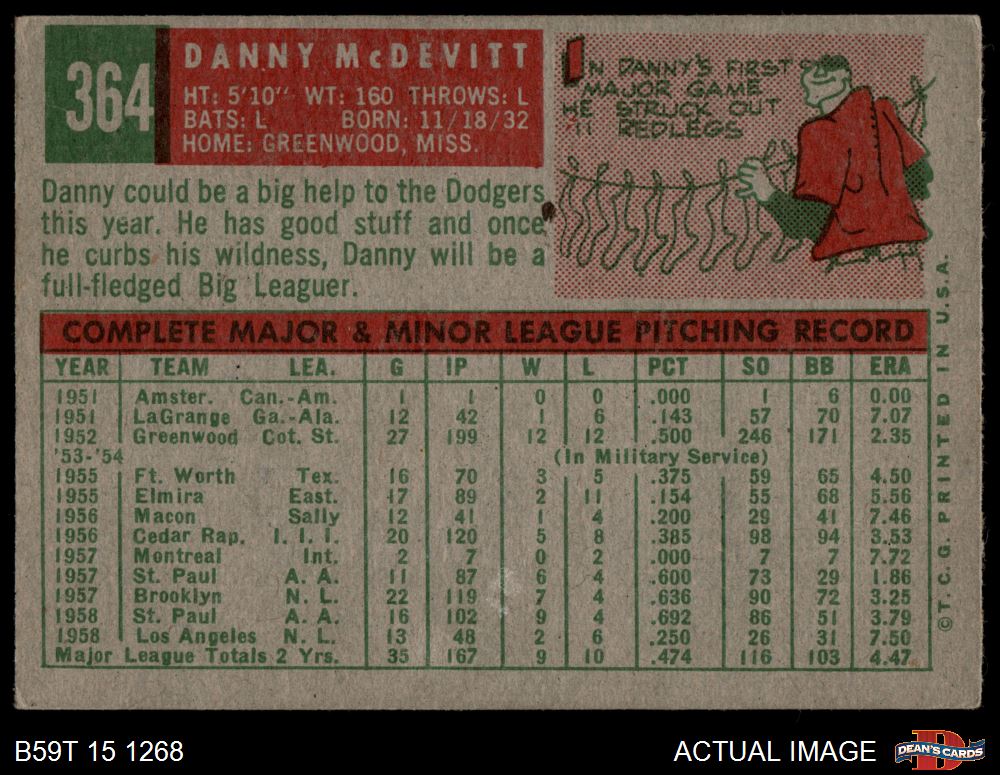 364
DANNY McDEVITT
HT: 5'10" WT: 160 THROWS: L
BATS: L BORN: 11/18/32
HOME: GREENWOOD, MISS.
IN DANNY'S FIRST
MAJOR GAME
HE STRUCK OUT
11 REDLEGS
Danny could be a big help to the Dodgers
this year. He has good stuff and once
he curbs his wildness, Danny will be a
full-fledged Big Leaguer.
COMPLETE MAJOR & MINOR LEAGUE PITCHING RECORD
YEAR TEAM LEA. G IP W L PCT SO BB ERA
1951 Amster. Can.-Am. 1 1 0 0 .000 1 6 0.00
1951 LaGrange Ga.-Ala. 12 42 1 6 .143 57 70 7.07
1952 Greenwood Cot. St. 27 199 12 12 .500 246 171 2.35
'53-'54 (In Military Service)
1955 Ft. Worth Tex. 16 70 3 5 .375 59 65 4.50
1955 Elmira East. 17 89 2 11 .154 55 68 5.56
1956 Macon Sally 12 41 1 4 .200 29 41 7.46
1956 Cedar Rap. I. I. I. 20 120 5 8 .385 98 94 3.53
1957 Montreal Int. 2 7 0 2 .000 7 7 7.72
1957 St. Paul A. A. 11 87 6 4 .600 73 29 1.86
1957 Brooklyn N. L. 22 119 7 4 .636 90 72 3.25
1958 St. Paul A. A. 16 102 9 4 .692 86 51 3.79
1958 Los Angeles N. L. 13 48 2 6 .250 26 31 7.50
Major League Totals 2 Yrs. 35 167 9 10 .474 116 103 4.47
©T. C. G. PRINTED IN U.S.A.
B59T 15 1268
ACTUAL IMAGE
DEAN'S CARDS